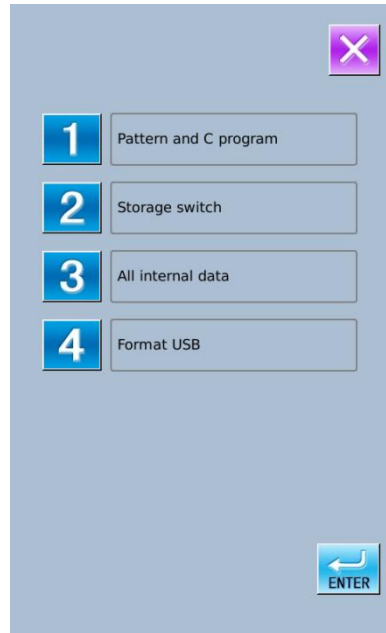 1 Pattern and C program
2 Storage switch
3 All internal data
4 Format USB
ENTER